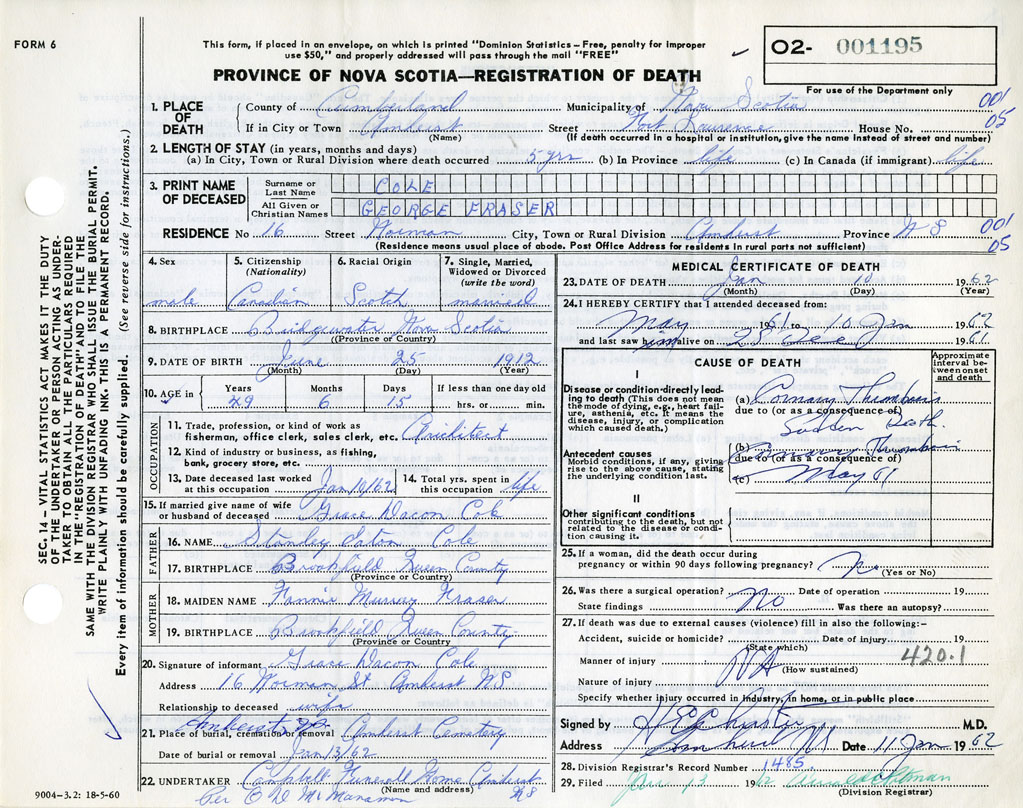 FORM 6
This form, if placed in an envelope, on which is printed "Dominion Statistics—Free, penalty for improper
use $50," and properly addressed will pass through the mail "FREE"
PROVINCE OF NOVA SCOTIA—REGISTRATION OF DEATH
02- 001195
For use of the Department only
1. PLACE OF DEATH
County of Cumberland Municipality of Nova Scotia 001
If in City or Town Amherst Street Fort Lawrence House No. 05
(Name) (If death occurred in a hospital or institution, give the name instead of street and number)
2. LENGTH OF STAY (in years, months and days)
(a) In City, Town or Rural Division where death occurred 5 yrs (b) In Province life (c) In Canada (if immigrant) life
3. PRINT NAME OF DECEASED
Surname or Last Name COLE
All Given or Christian Names GEORGE FRASER
RESIDENCE No 16 Street Norman City, Town or Rural Division Amherst Province N S 001
(Residence means usual place of abode. Post Office Address for residents in rural parts not sufficient) 05
4. Sex male
5. Citizenship (Nationality) Canadian
6. Racial Origin Scotch
7. Single, Married, Widowed or Divorced (write the word) married
8. BIRTHPLACE Bridgewater Nova Scotia
(Province or Country)
9. DATE OF BIRTH June 25 1912
(Month) (Day) (Year)
10. AGE in Years 49 Months 6 Days 15 If less than one day old hrs. or min.
OCCUPATION
11. Trade, profession, or kind of work as
fisherman, office clerk, sales clerk, etc. Architect
12. Kind of industry or business, as fishing,
bank, grocery store, etc.
13. Date deceased last worked at this occupation Jan 10/62
14. Total yrs. spent in this occupation life
15. If married give name of wife
or husband of deceased Grace Dacon Cole
FATHER
16. NAME Stanley Cole
17. BIRTHPLACE Brookfield Queen County
(Province or Country)
MOTHER
18. MAIDEN NAME Fannie Murray Fraser
19. BIRTHPLACE Brookfield Queen County
(Province or Country)
20. Signature of informant Grace Dacon Cole
Address 16 Norman St Amherst NS
Relationship to deceased wife
Amherst NS
21. Place of burial, cremation or removal Amherst Cemetery
Date of burial or removal Jan 13/62
22. UNDERTAKER Campbell Funeral Home Amherst
(Name and address) N S
9004-3.2: 18-5-60 Per
MEDICAL CERTIFICATE OF DEATH
23. DATE OF DEATH Jan 10 1962
(Month) (Day) (Year)
24. I HEREBY CERTIFY that I attended deceased from:
May 1961 to 10 Jan 1962
and last saw him alive on 1961
CAUSE OF DEATH
Approximate interval between onset and death
I
Disease or condition directly leading to death (This does not mean
the mode of dying, e.g., heart failure, asthenia, etc. It means the
disease, injury, or complication
which caused death.)
(a) Coronary Thrombosis
due to (or as a consequence of)
Sudden Death.
Antecedent causes
Morbid conditions, if any, giving
rise to the above cause, stating
the underlying condition last.
(b) Coronary Thrombosis
due to (or as a consequence of)
(c) May 61
II
Other significant conditions
contributing to the death, but not
related to the disease or condition causing it.
25. If a woman, did the death occur during
pregnancy or within 90 days following pregnancy?
(Yes or No)
26. Was there a surgical operation? No Date of operation 19
State findings Was there an autopsy?
27. If death was due to external causes (violence) fill in also the following:-
Accident, suicide or homicide? Date of injury 19
(State which)
420.1
Manner of injury NA
(How sustained)
Nature of injury
Specify whether injury occurred in industry, in home, or in public place
Signed by M.D.
Address Amherst NS Date 11 Jan 1962
28. Division Registrar's Record Number 1485
29. Filed Jan 13 1962
(Division Registrar)
SEC. 14—VITAL STATISTICS ACT MAKES IT THE DUTY
OF THE UNDERTAKER OR PERSON ACTING AS UNDERTAKER TO OBTAIN ALL THE PARTICULARS REQUIRED
IN THE "REGISTRATION OF DEATH" AND TO FILE THE
SAME WITH THE DIVISION REGISTRAR WHO SHALL ISSUE THE BURIAL PERMIT.
WRITE PLAINLY WITH UNFADING INK. THIS IS A PERMANENT RECORD.
Every item of information should be carefully supplied. (See reverse side for instructions.)